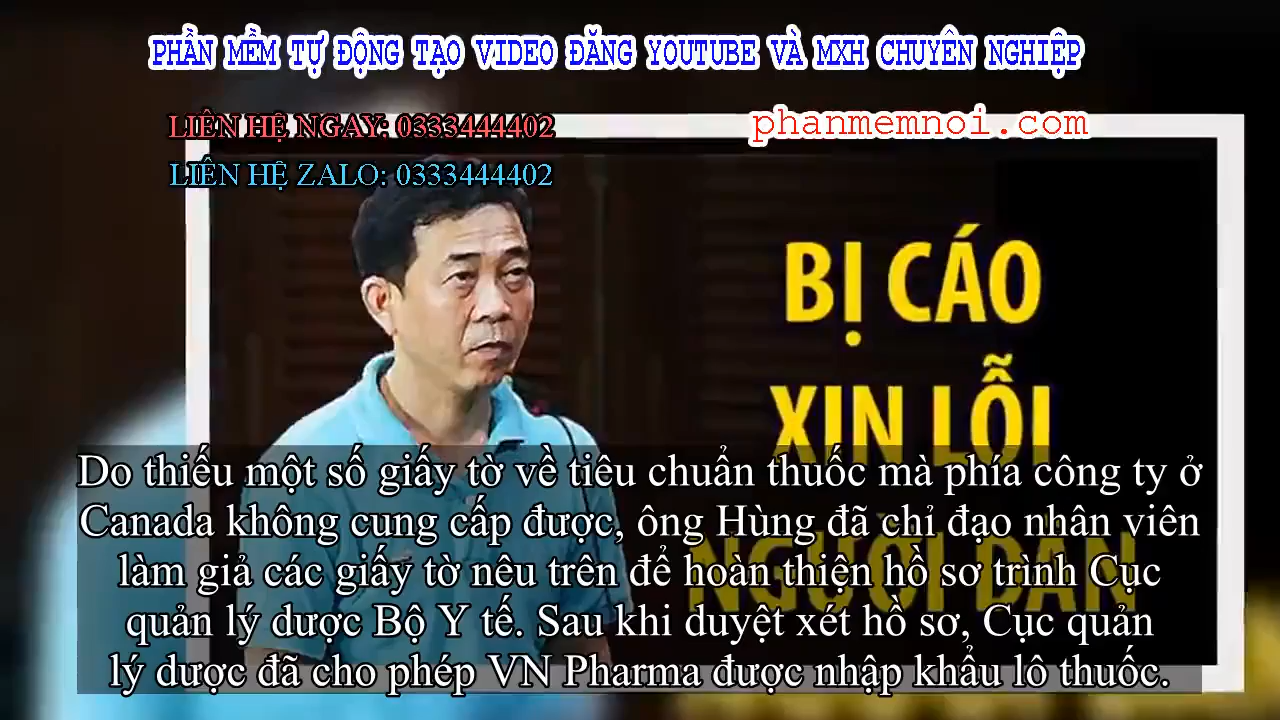 PHẦN MỀM TỰ ĐỘNG TẠO VIDEO ĐĂNG YOUTUBE VÀ MXH CHUYÊN NGHIỆP
LIÊN HỆ NGAY: 0333444402
phanmemnoi.com
LIÊN HỆ ZALO: 0333444402
BỊ CÁO
XIN LỖI
NGƯỜI DÂN
Do thiếu một số giấy tờ về tiêu chuẩn thuốc mà phía công ty ở
Canada không cung cấp được, ông Hùng đã chỉ đạo nhân viên
làm giả các giấy tờ nêu trên để hoàn thiện hồ sơ trình Cục
quản lý dược Bộ Y tế. Sau khi duyệt xét hồ sơ, Cục quản
lý dược đã cho phép VN Pharma được nhập khẩu lô thuốc.